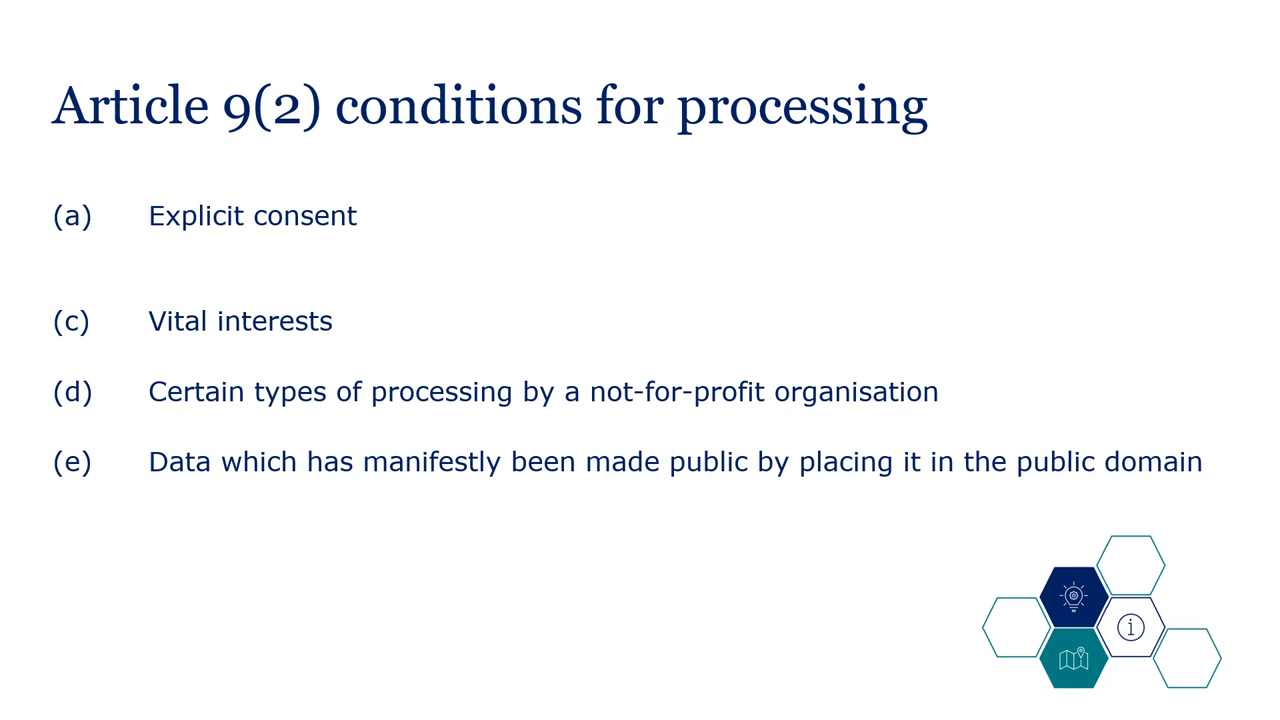 Article 9(2) conditions for processing
(a) Explicit consent
(c) Vital interests
(d) Certain types of processing by a not-for-profit organisation
(e) Data which has manifestly been made public by placing it in the public domain
i